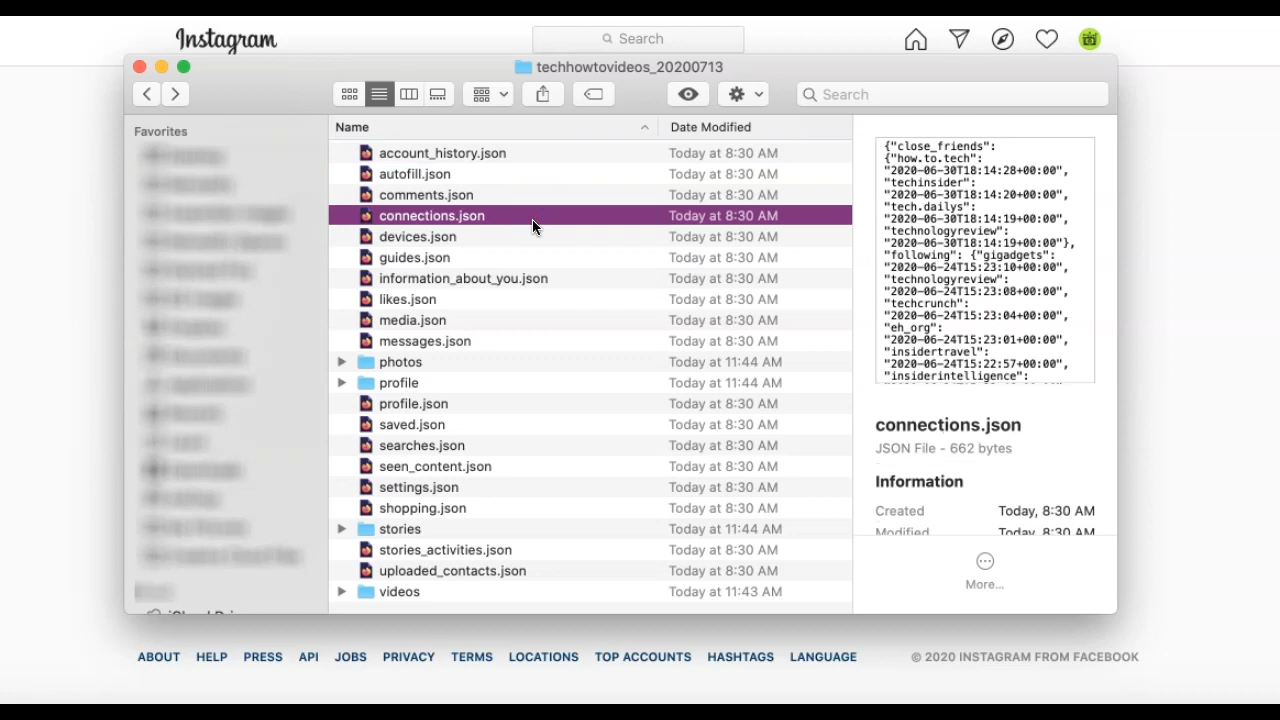 Instagram
Search
techhowtovideos_20200713
Search
Favorites
Name Date Modified
account_history.json Today at 8:30 AM
autofill.json Today at 8:30 AM
comments.json Today at 8:30 AM
connections.json Today at 8:30 AM
devices.json Today at 8:30 AM
guides.json Today at 8:30 AM
information_about_you.json Today at 8:30 AM
likes.json Today at 8:30 AM
media.json Today at 8:30 AM
messages.json Today at 8:30 AM
photos Today at 11:44 AM
profile Today at 11:44 AM
profile.json Today at 8:30 AM
saved.json Today at 8:30 AM
searches.json Today at 8:30 AM
seen_content.json Today at 8:30 AM
settings.json Today at 8:30 AM
shopping.json Today at 8:30 AM
stories Today at 11:44 AM
stories_activities.json Today at 8:30 AM
uploaded_contacts.json Today at 8:30 AM
videos Today at 11:43 AM
{"close_friends":
{"how.to.tech":
"2020-06-30T18:14:28+00:00",
"techinsider":
"2020-06-30T18:14:20+00:00",
"tech.dailys":
"2020-06-30T18:14:19+00:00",
"technologyreview":
"2020-06-30T18:14:19+00:00"},
"following": {"gigadgets":
"2020-06-24T15:23:10+00:00",
"technologyreview":
"2020-06-24T15:23:08+00:00",
"techcrunch":
"2020-06-24T15:23:04+00:00",
"eh_org":
"2020-06-24T15:23:01+00:00",
"insidertravel":
"2020-06-24T15:22:57+00:00",
"insiderintelligence":
connections.json
JSON File - 662 bytes
Information
Created Today, 8:30 AM
Modified Today, 8:30 AM
More...
ABOUT HELP PRESS API JOBS PRIVACY TERMS LOCATIONS TOP ACCOUNTS HASHTAGS LANGUAGE © 2020 INSTAGRAM FROM FACEBOOK